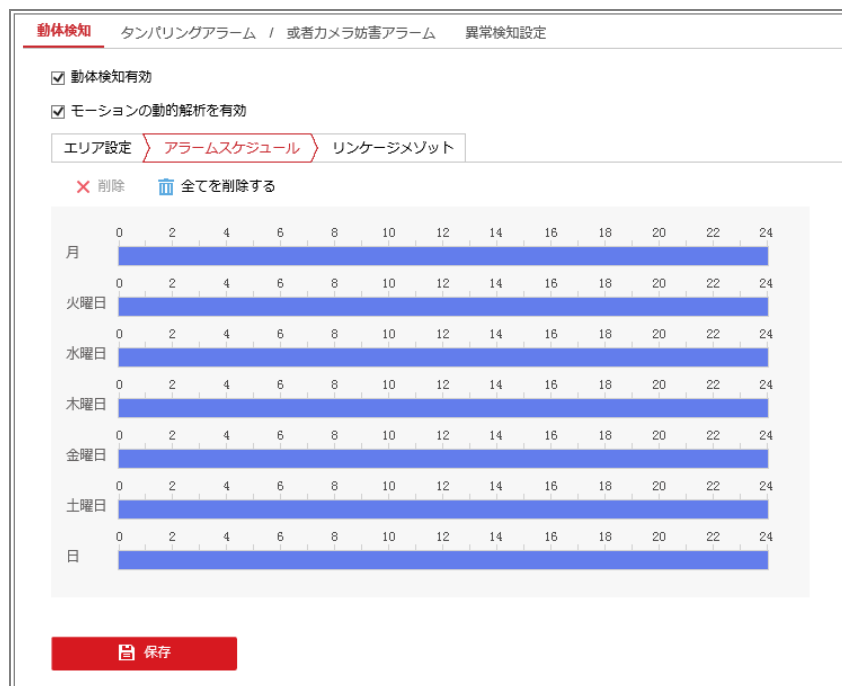 動体検知 タンパリングアラーム / 或者カメラ妨害アラーム 異常検知設定
動体検知有効
モーションの動的解析を有効
エリア設定 アラームスケジュール リンケージメゾット
削除 全てを削除する
0 2 4 6 8 10 12 14 16 18 20 22 24
月
0 2 4 6 8 10 12 14 16 18 20 22 24
火曜日
0 2 4 6 8 10 12 14 16 18 20 22 24
水曜日
0 2 4 6 8 10 12 14 16 18 20 22 24
木曜日
0 2 4 6 8 10 12 14 16 18 20 22 24
金曜日
0 2 4 6 8 10 12 14 16 18 20 22 24
土曜日
0 2 4 6 8 10 12 14 16 18 20 22 24
日
保存